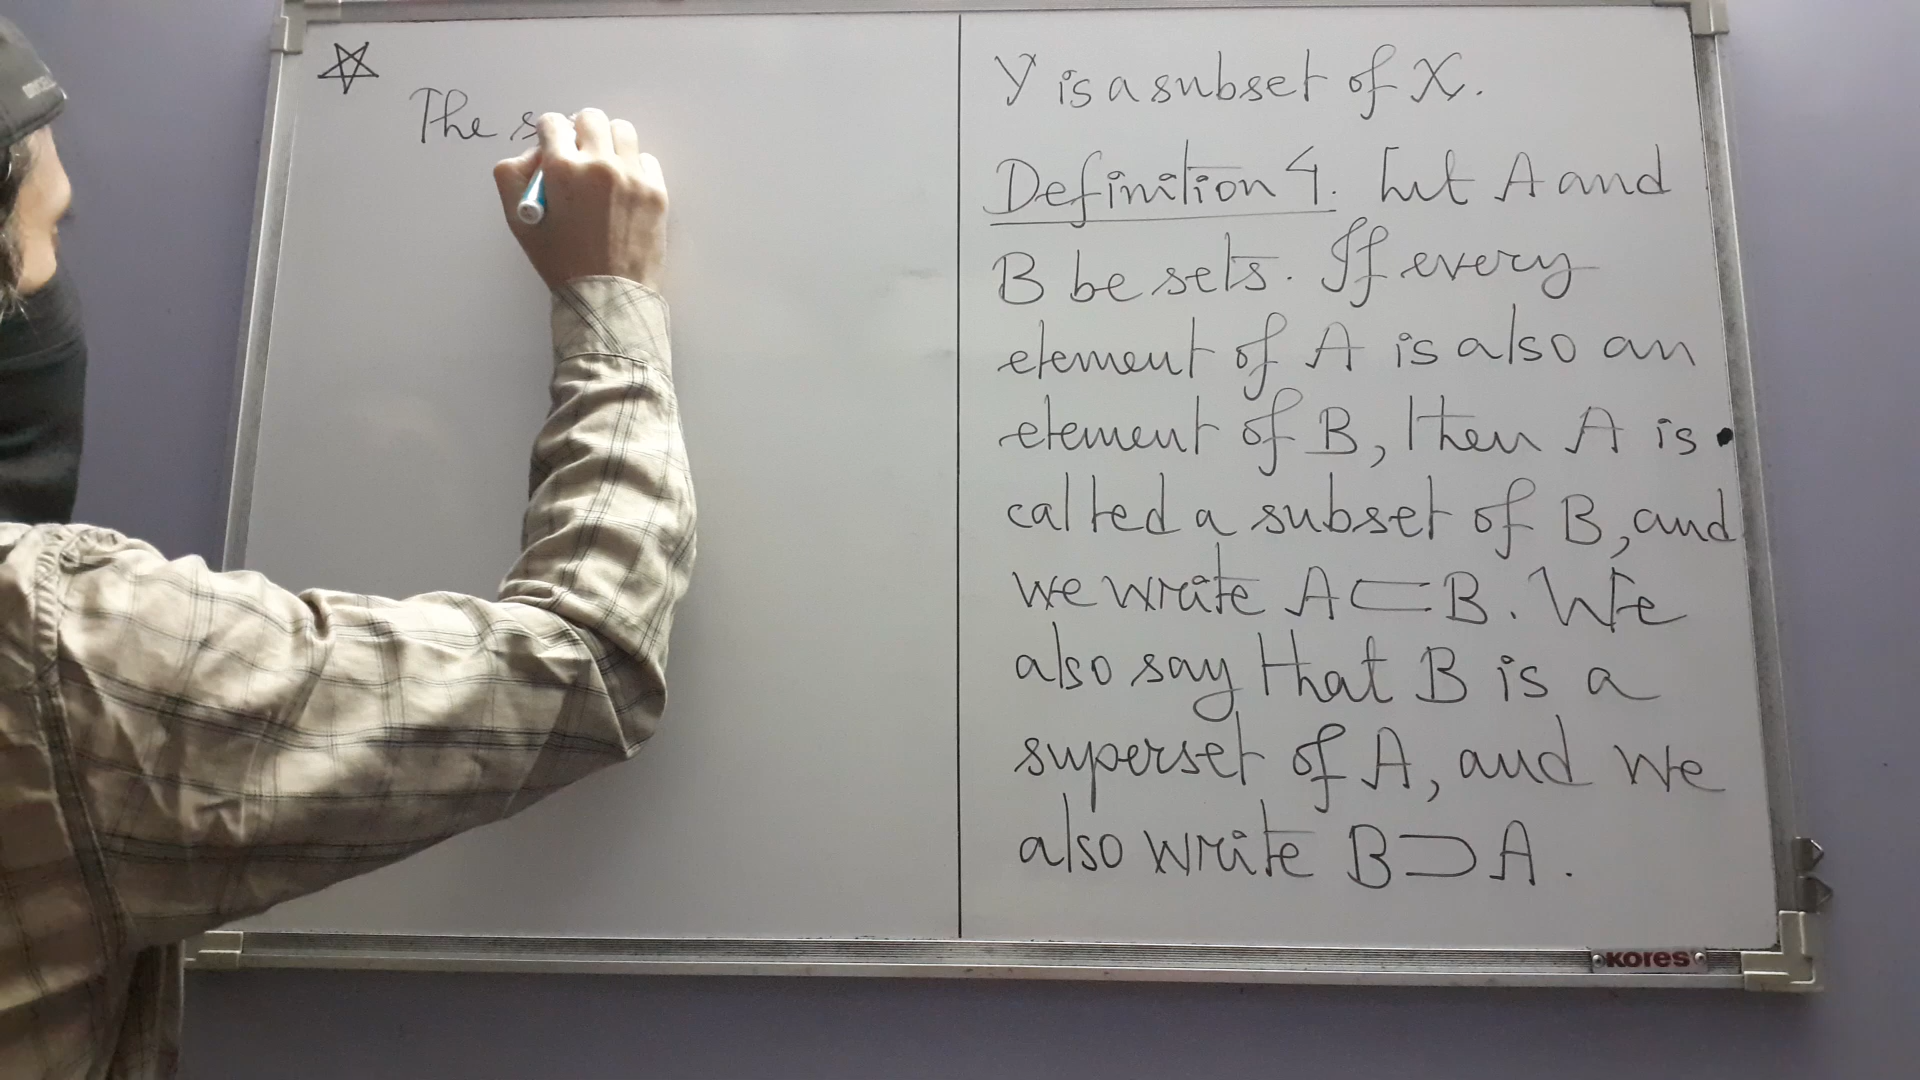 The s
Y is a subset of X.
Definition 4. Let A and
B be sets. If every
element of A is also an
element of B, then A is
called a subset of B, and
we write A⊂B. We
also say that B is a
superset of A, and we
also write B⊃A.
KORES